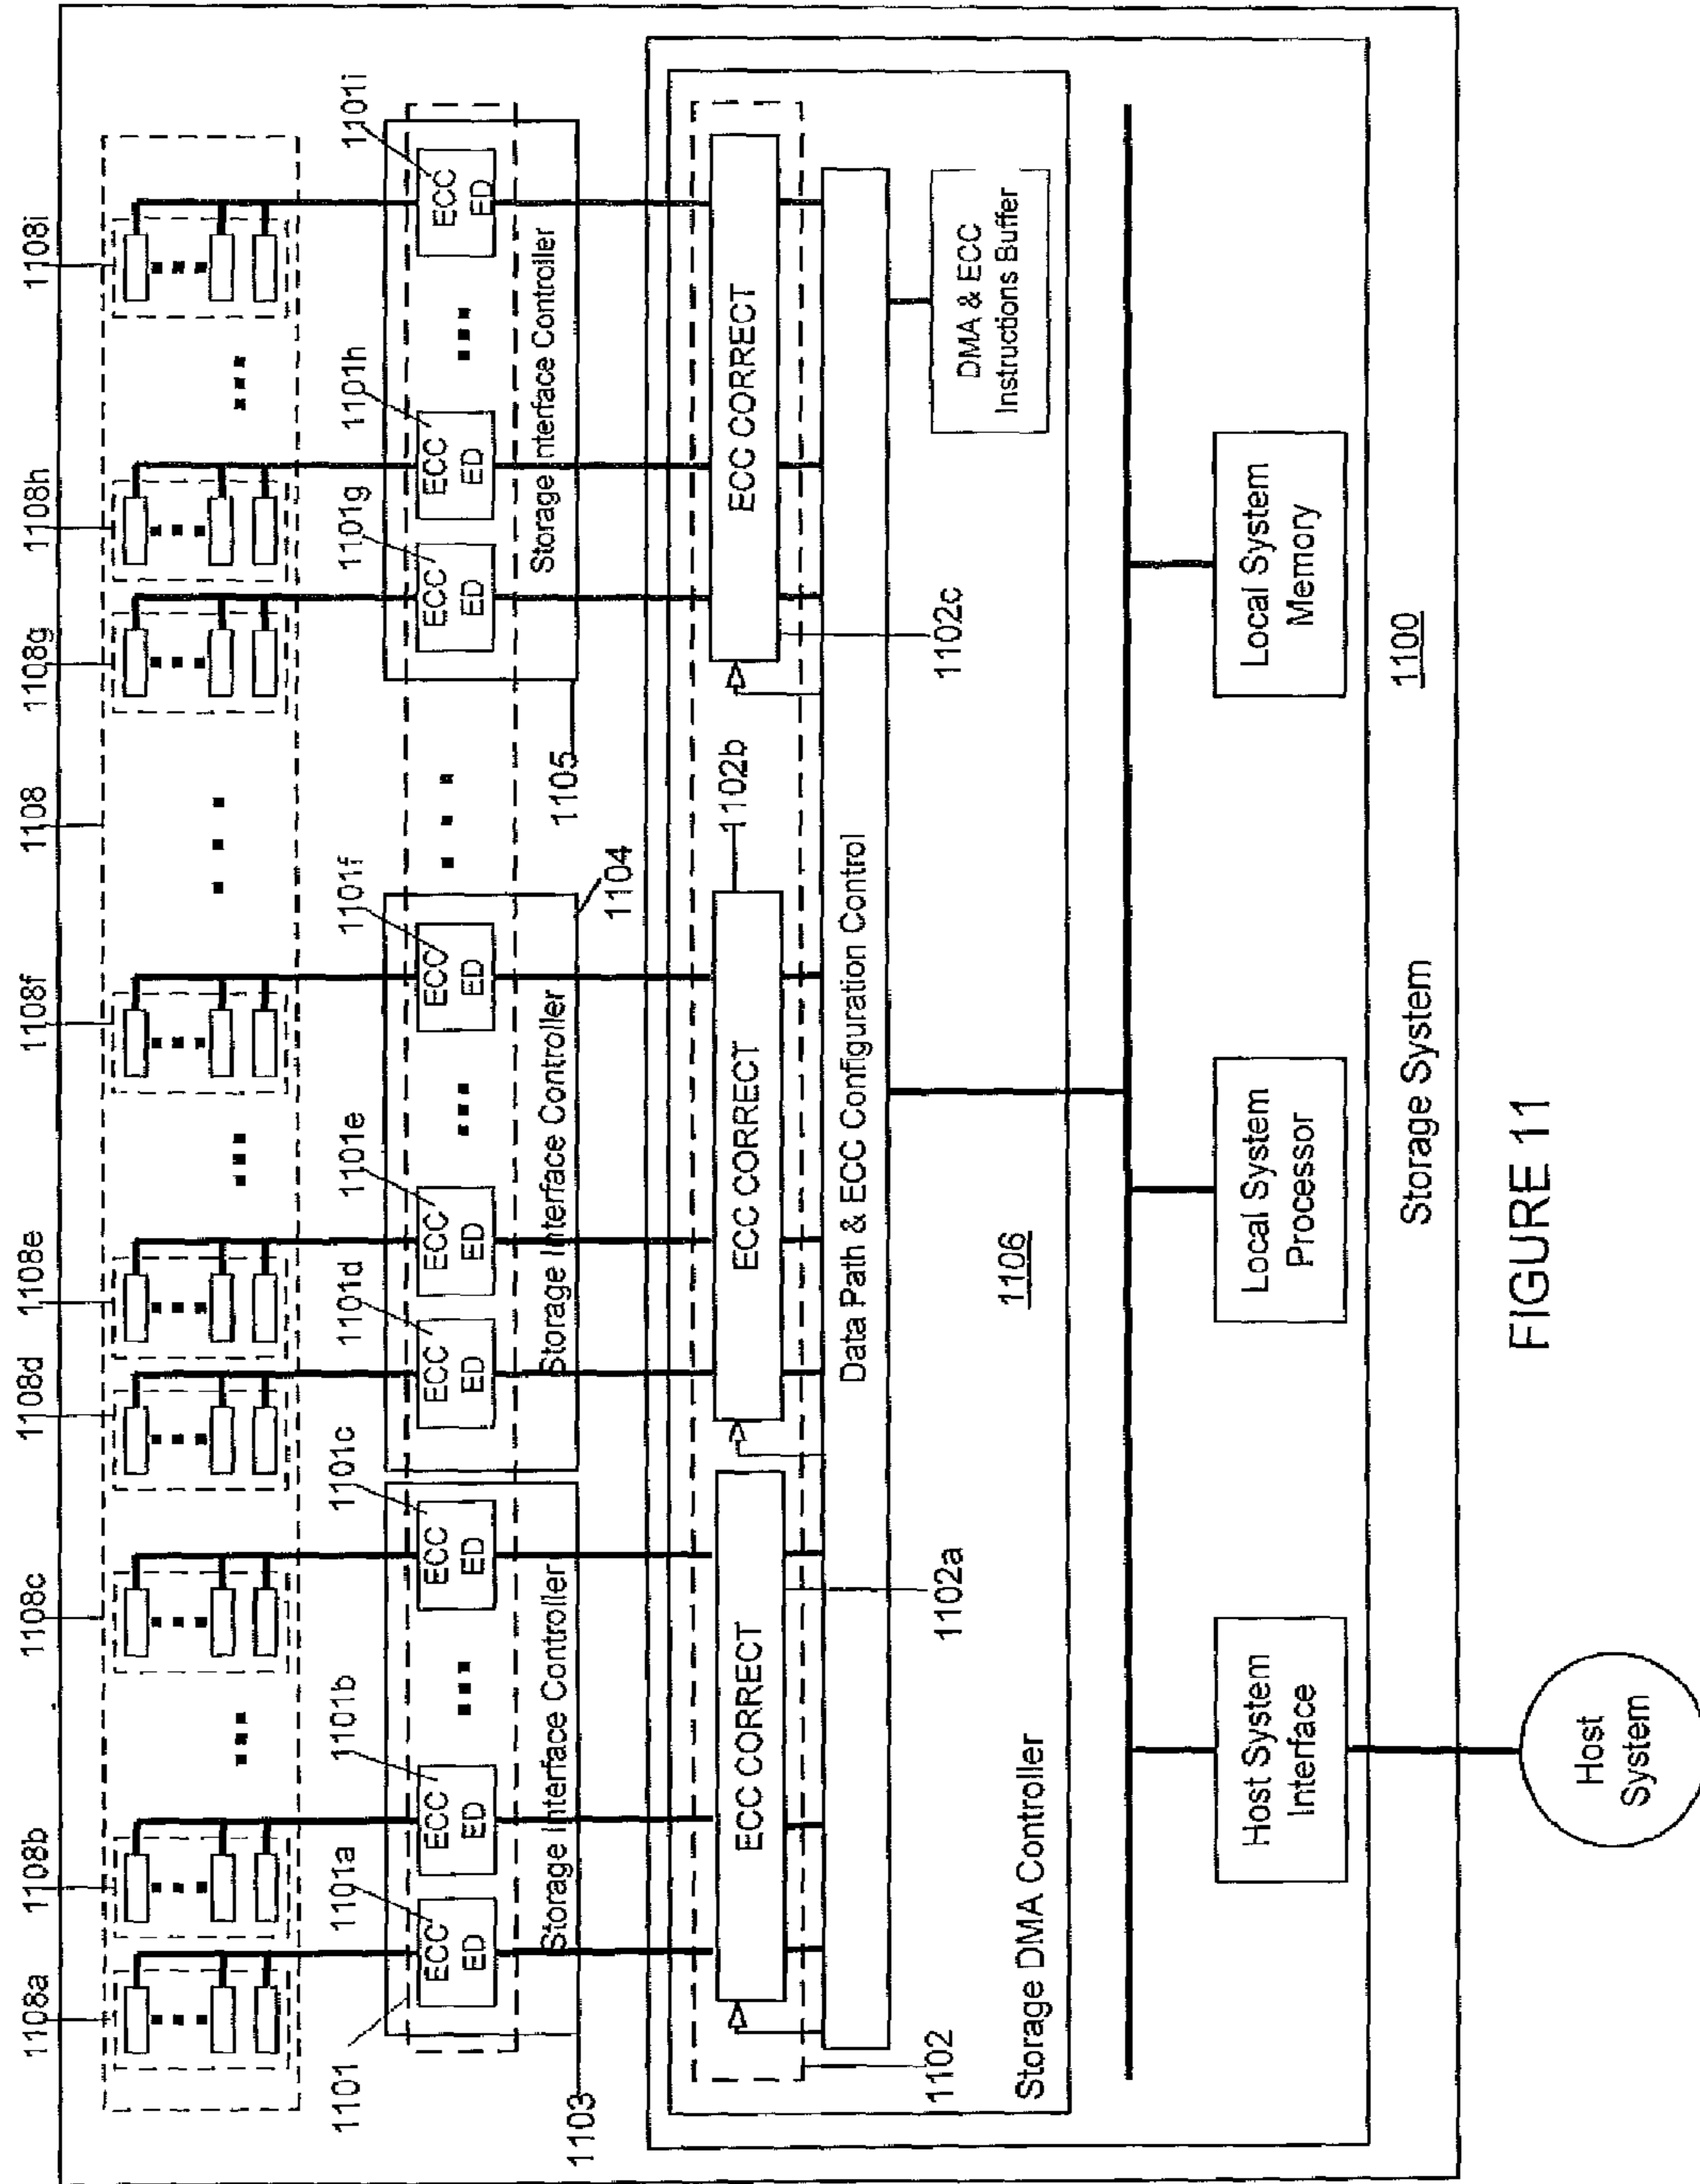 1108a
1108b
1108c
1108d
1108e
1108f
1108
1108g
1108h
1108i
1101
1101a
1101b
1101c
1101d
1101e
1101f
1101g
1101h
1101i
ECC
ED
ECC
ED
ECC
ED
ECC
ED
ECC
ED
ECC
ED
ECC
ED
ECC
ED
ECC
ED
Storage Interface Controller
Storage Interface Controller
Storage Interface Controller
1103
1104
1105
ECC CORRECT
ECC CORRECT
ECC CORRECT
1102
1102a
1102b
1102c
Data Path & ECC Configuration Control
DMA & ECC
Instructions Buffer
Storage DMA Controller
1106
Host System
Interface
Local System
Processor
Local System
Memory
Storage System
1100
Host
System
FIGURE 11